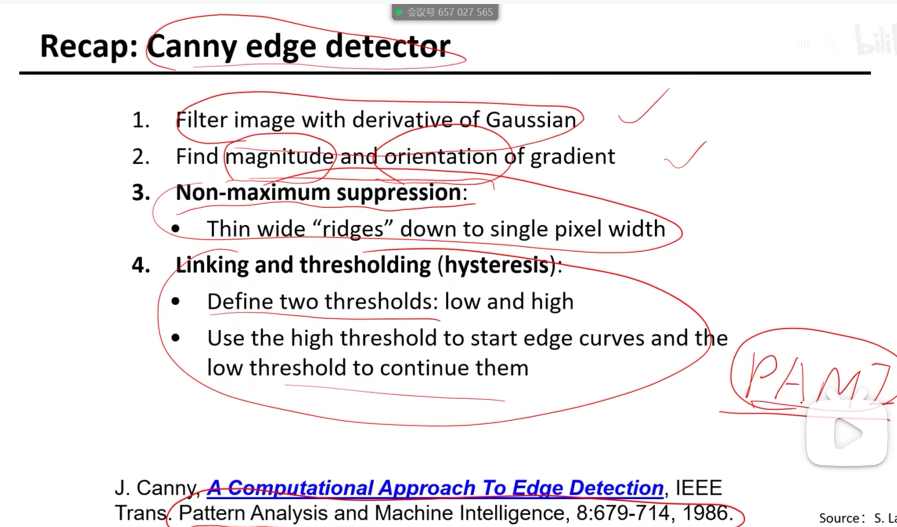 会议号 657 027 565
Recap: Canny edge detector
1. Filter image with derivative of Gaussian
2. Find magnitude and orientation of gradient
3. Non-maximum suppression:
• Thin wide “ridges” down to single pixel width
4. Linking and thresholding (hysteresis):
• Define two thresholds: low and high
• Use the high threshold to start edge curves and the
low threshold to continue them
PAMI
J. Canny, A Computational Approach To Edge Detection, IEEE
Trans. Pattern Analysis and Machine Intelligence, 8:679-714, 1986.
Source: S. La